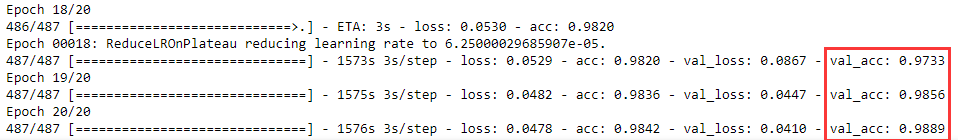 Epoch 18/20
486/487 [============================>.] - ETA: 3s - loss: 0.0530 - acc: 0.9820
Epoch 00018: ReduceLROnPlateau reducing learning rate to 6.25000029685907e-05.
487/487 [==============================] - 1573s 3s/step - loss: 0.0529 - acc: 0.9820 - val_loss: 0.0867 - val_acc: 0.9733
Epoch 19/20
487/487 [==============================] - 1575s 3s/step - loss: 0.0482 - acc: 0.9836 - val_loss: 0.0447 - val_acc: 0.9856
Epoch 20/20
487/487 [==============================] - 1576s 3s/step - loss: 0.0478 - acc: 0.9842 - val_loss: 0.0410 - val_acc: 0.9889